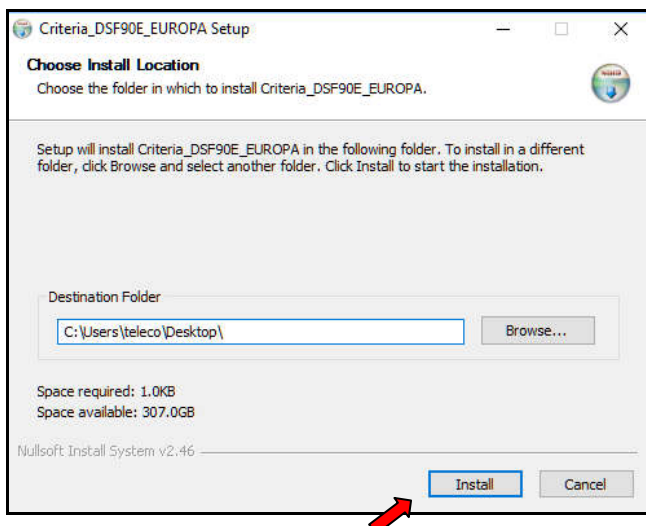 Criteria_DSF90E_EUROPA Setup
Choose Install Location
Choose the folder in which to install Criteria_DSF90E_EUROPA.
Setup will install Criteria_DSF90E_EUROPA in the following folder. To install in a different
folder, click Browse and select another folder. Click Install to start the installation.
Destination Folder
C:\Users\teleco\Desktop\
Browse...
Space required: 1.0KB
Space available: 307.0GB
Nullsoft Install System v2.46
Install
Cancel